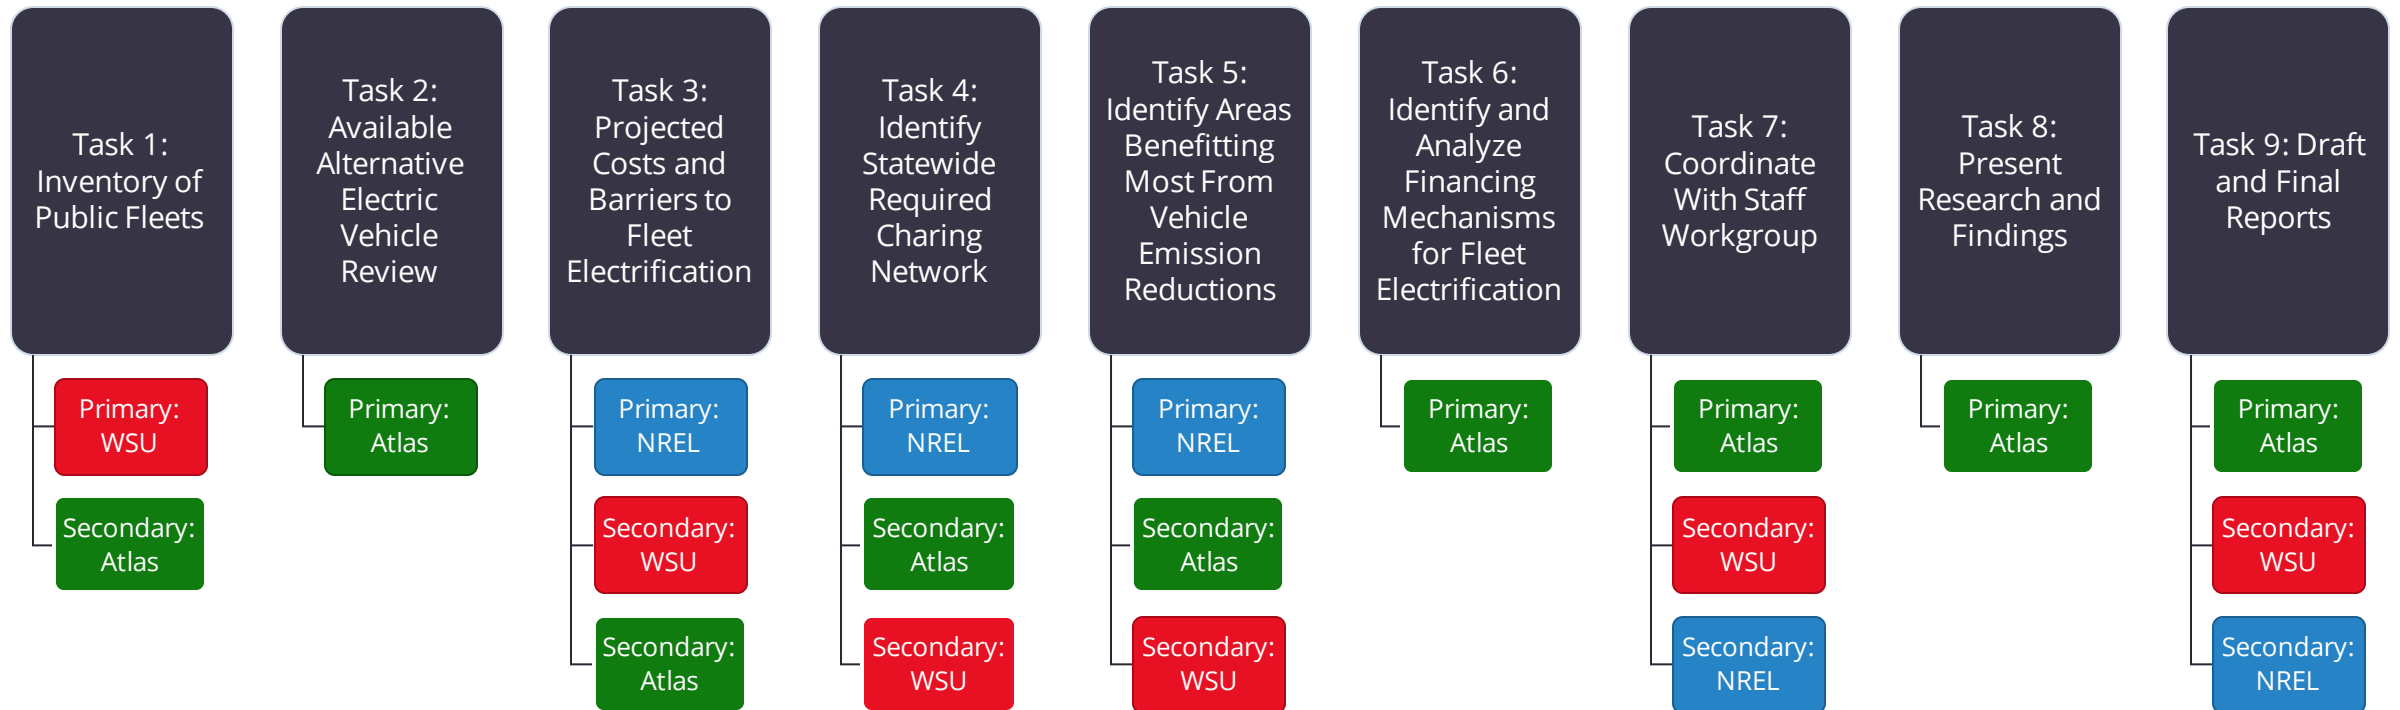 Task 1:
Inventory of
Public Fleets
Primary:
WSU
Secondary:
Atlas
Task 2:
Available
Alternative
Electric
Vehicle
Review
Primary:
Atlas
Task 3:
Projected
Costs and
Barriers to
Fleet
Electrification
Primary:
NREL
Secondary:
WSU
Secondary:
Atlas
Task 4:
Identify
Statewide
Required
Charing
Network
Primary:
NREL
Secondary:
Atlas
Secondary:
WSU
Task 5:
Identify Areas
Benefitting
Most From
Vehicle
Emission
Reductions
Primary:
NREL
Secondary:
Atlas
Secondary:
WSU
Task 6:
Identify and
Analyze
Financing
Mechanisms
for Fleet
Electrification
Primary:
Atlas
Task 7:
Coordinate
With Staff
Workgroup
Primary:
Atlas
Secondary:
WSU
Secondary:
NREL
Task 8:
Present
Research and
Findings
Primary:
Atlas
Task 9: Draft
and Final
Reports
Primary:
Atlas
Secondary:
WSU
Secondary:
NREL